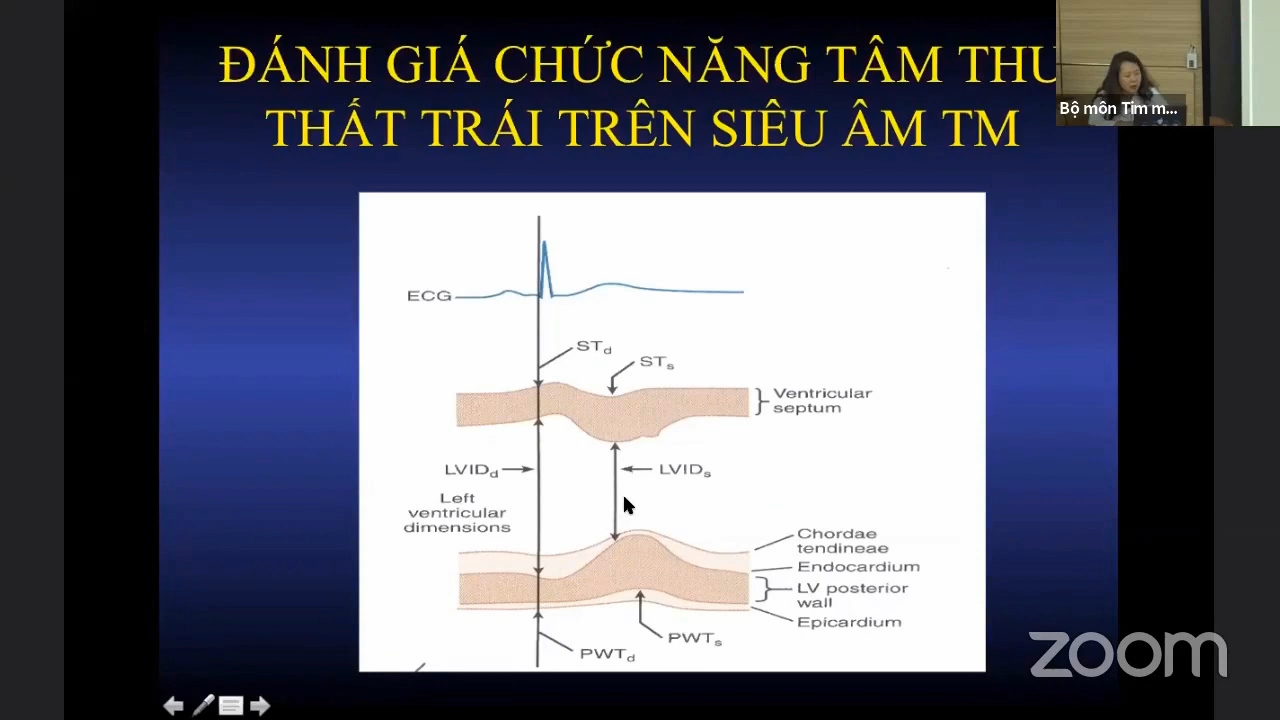 ĐÁNH GIÁ CHỨC NĂNG TÂM THU
THẤT TRÁI TRÊN SIÊU ÂM TM
Bộ môn Tim m...
ECG
STd
STs
Ventricular
septum
LVIDd
LVIDs
Left
ventricular
dimensions
Chordae
tendineae
Endocardium
LV posterior
wall
Epicardium
PWTs
PWTd
zoom